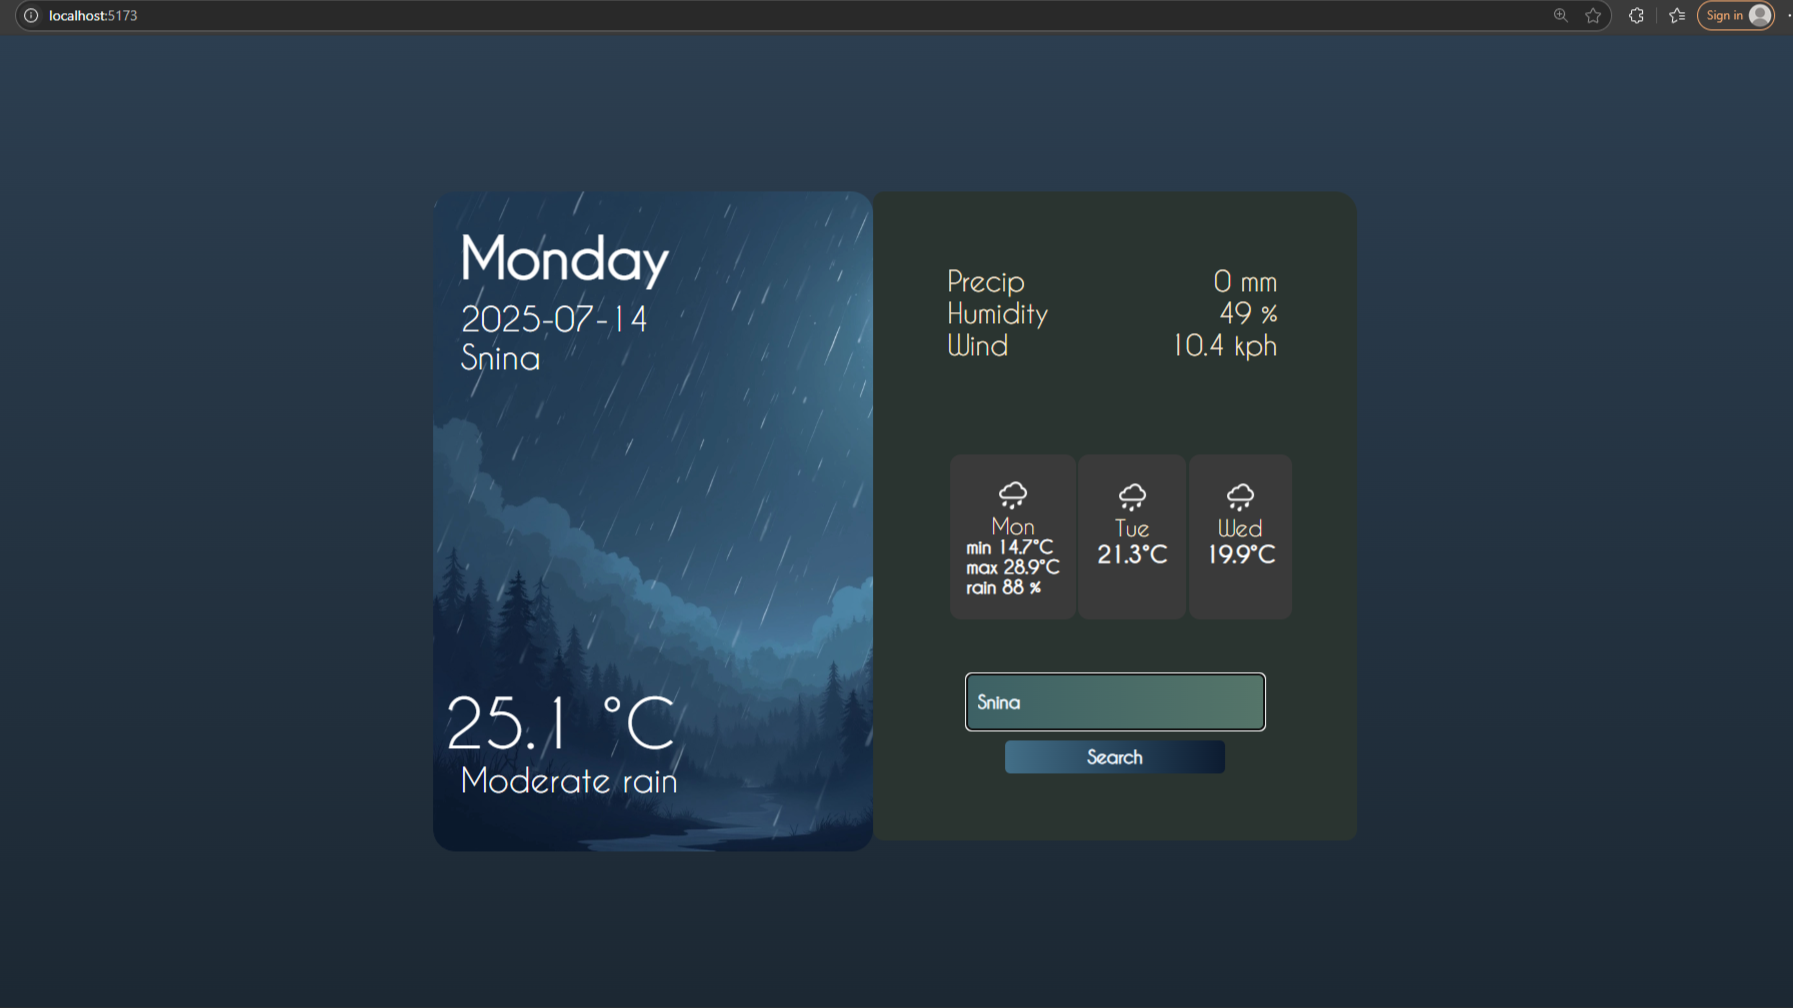 localhost:5173
Sign in
Monday
2025-07-14
Snina
25.1 °C
Moderate rain
Precip 0 mm
Humidity 49 %
Wind 10.4 kph
Mon
min 14.7°C
max 28.9°C
rain 88 %
Tue
21.3°C
Wed
19.9°C
Snina
Search